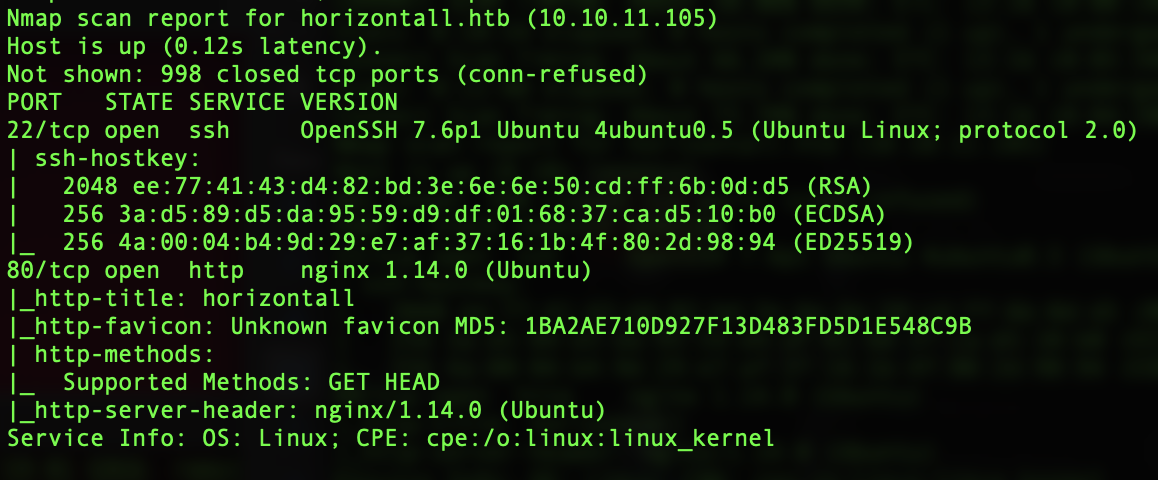 Nmap scan report for horizontall.htb (10.10.11.105)
Host is up (0.12s latency).
Not shown: 998 closed tcp ports (conn-refused)
PORT   STATE SERVICE VERSION
22/tcp open  ssh     OpenSSH 7.6p1 Ubuntu 4ubuntu0.5 (Ubuntu Linux; protocol 2.0)
| ssh-hostkey:
|   2048 ee:77:41:43:d4:82:bd:3e:6e:6e:50:cd:ff:6b:0d:d5 (RSA)
|   256 3a:d5:89:d5:da:95:59:d9:df:01:68:37:ca:d5:10:b0 (ECDSA)
|_  256 4a:00:04:b4:9d:29:e7:af:37:16:1b:4f:80:2d:98:94 (ED25519)
80/tcp open  http    nginx 1.14.0 (Ubuntu)
|_http-title: horizontall
|_http-favicon: Unknown favicon MD5: 1BA2AE710D927F13D483FD5D1E548C9B
| http-methods:
|_  Supported Methods: GET HEAD
|_http-server-header: nginx/1.14.0 (Ubuntu)
Service Info: OS: Linux; CPE: cpe:/o:linux:linux_kernel